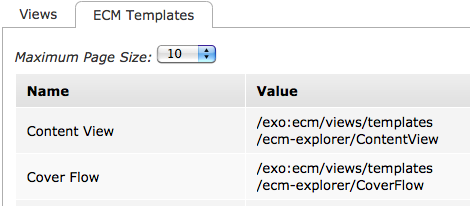 Views ECM Templates
Maximum Page Size: 10
Name Value
Content View /exo:ecm/views/templates
/ecm-explorer/ContentView
Cover Flow /exo:ecm/views/templates
/ecm-explorer/CoverFlow